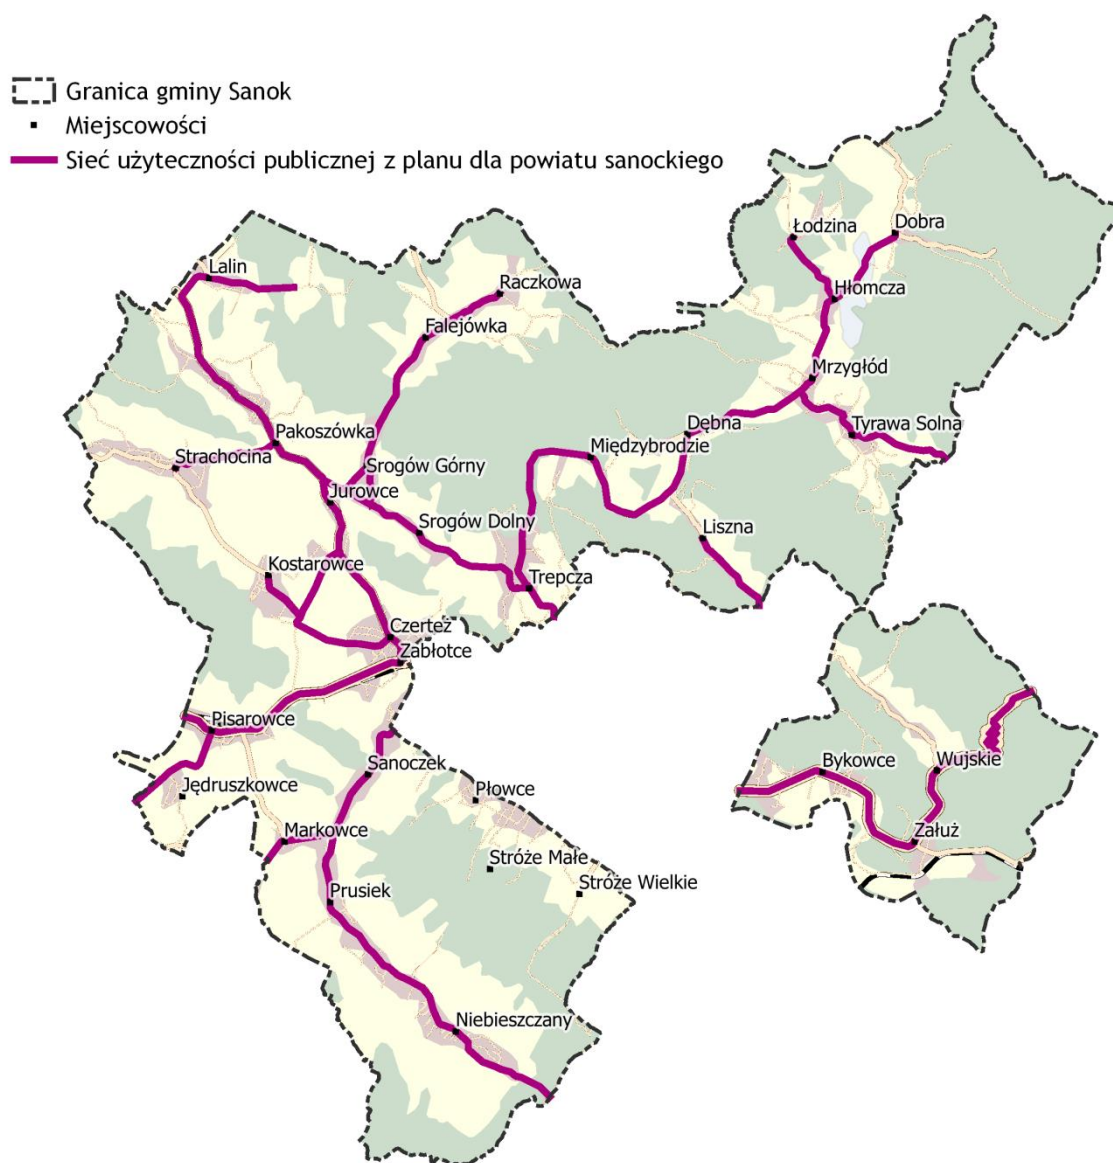 Granica gminy Sanok
Miejscowości
Sieć użyteczności publicznej z planu dla powiatu sanockiego
Łodzina
Dobra
Lalin
Raczkowa
Hłomcza
Falejówka
Mrzygłód
Pakoszówka
Dębna
Tyrawa Solna
Międzybrodzie
Strachocina
Srogów Górny
Jurowce
Srogów Dolny
Liszna
Kostarowce
Trepcza
Czerteż
Zabłotce
Pisarowce
Sanoczek
Bykowce
Wujskie
Jędruszkowce
Płowce
Markowce
Załuż
Stróże Małe
Stróże Wielkie
Prusiek
Niebieszczany